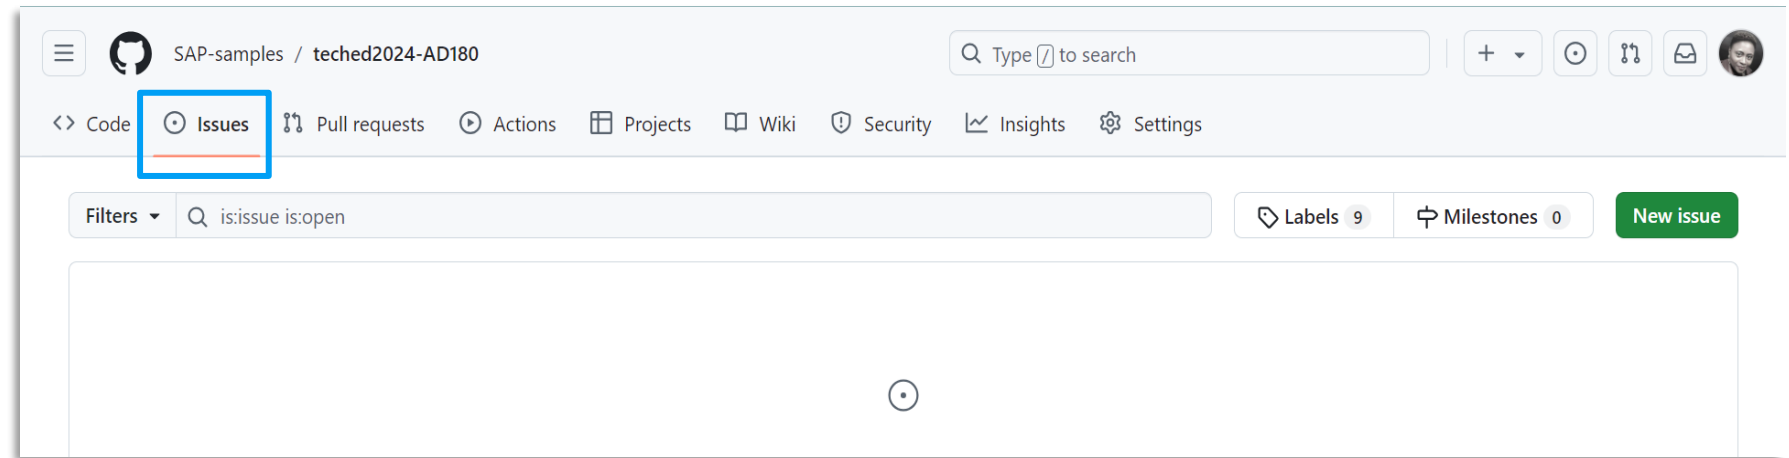 SAP-samples / teched2024-AD180 Type / to search
Code Issues Pull requests Actions Projects Wiki Security Insights Settings
Filters is:issue is:open Labels 9 Milestones 0 New issue